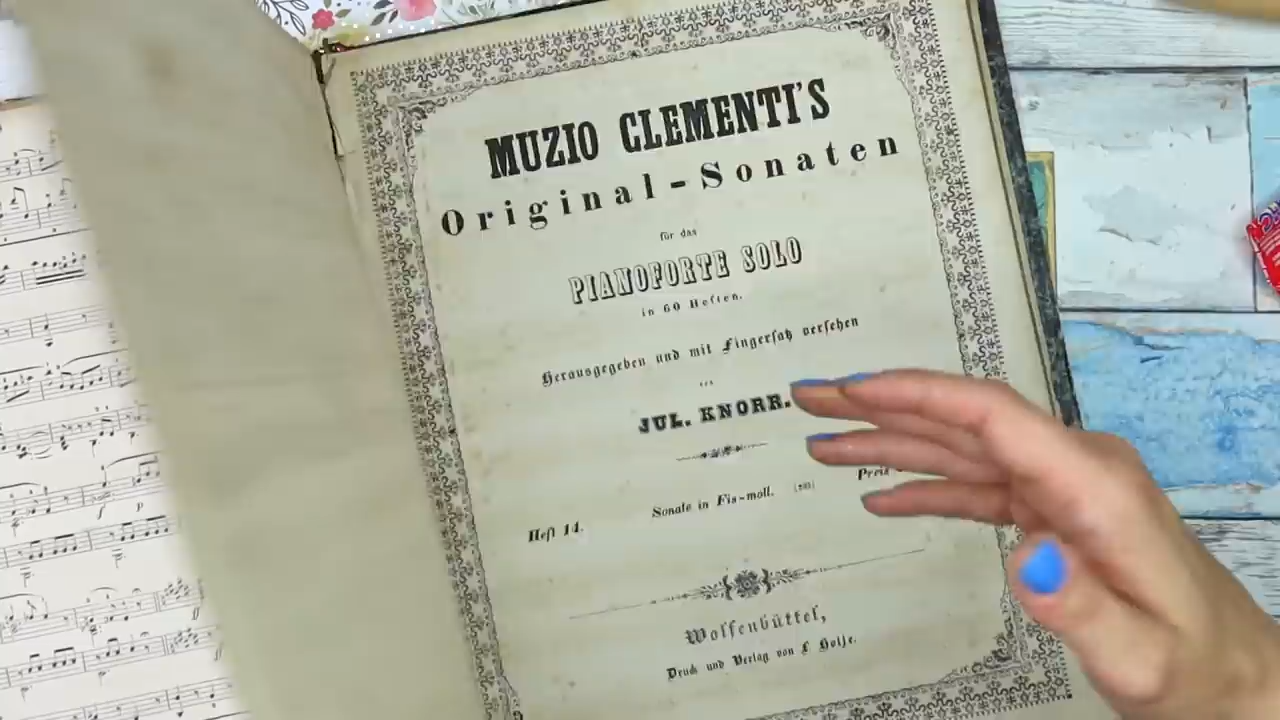 MUZIO CLEMENTI'S
Original-Sonaten
für das
PIANOFORTE SOLO
in 60 Heften.
Herausgegeben und mit Fingersatz versehen
von
JUL. KNORR.
Preis
Sonate in Fis-moll.
Heft 14.
Wolfenbüttel,
Druck und Verlag von L. Holle.